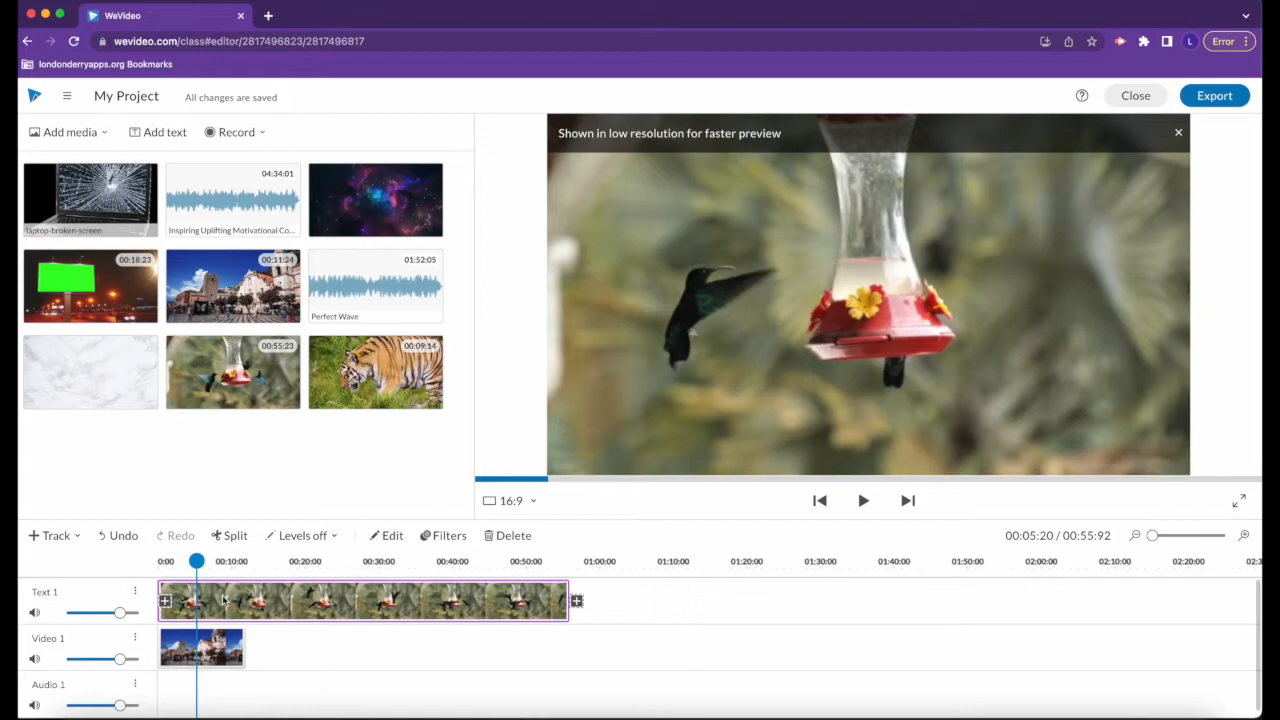 WeVideo
wevideo.com/class#editor/2817496823/2817496817
L
Error
londonderryapps.org Bookmarks
My Project
All changes are saved
Close
Export
Add media
Add text
Record
Shown in low resolution for faster preview
laptop-broken-screen
04:34:01
Inspiring Uplifting Motivational Co...
00:18:23
00:11:24
01:52:05
Perfect Wave
00:55:23
00:09:14
16:9
Track
Undo
Redo
Split
Levels off
Edit
Filters
Delete
00:05:20 / 00:55:92
0:00
00:10:00
00:20:00
00:30:00
00:40:00
00:50:00
01:00:00
01:10:00
01:20:00
01:30:00
01:40:00
01:50:00
02:00:00
02:10:00
02:20:00
02:3
Text 1
Video 1
Audio 1